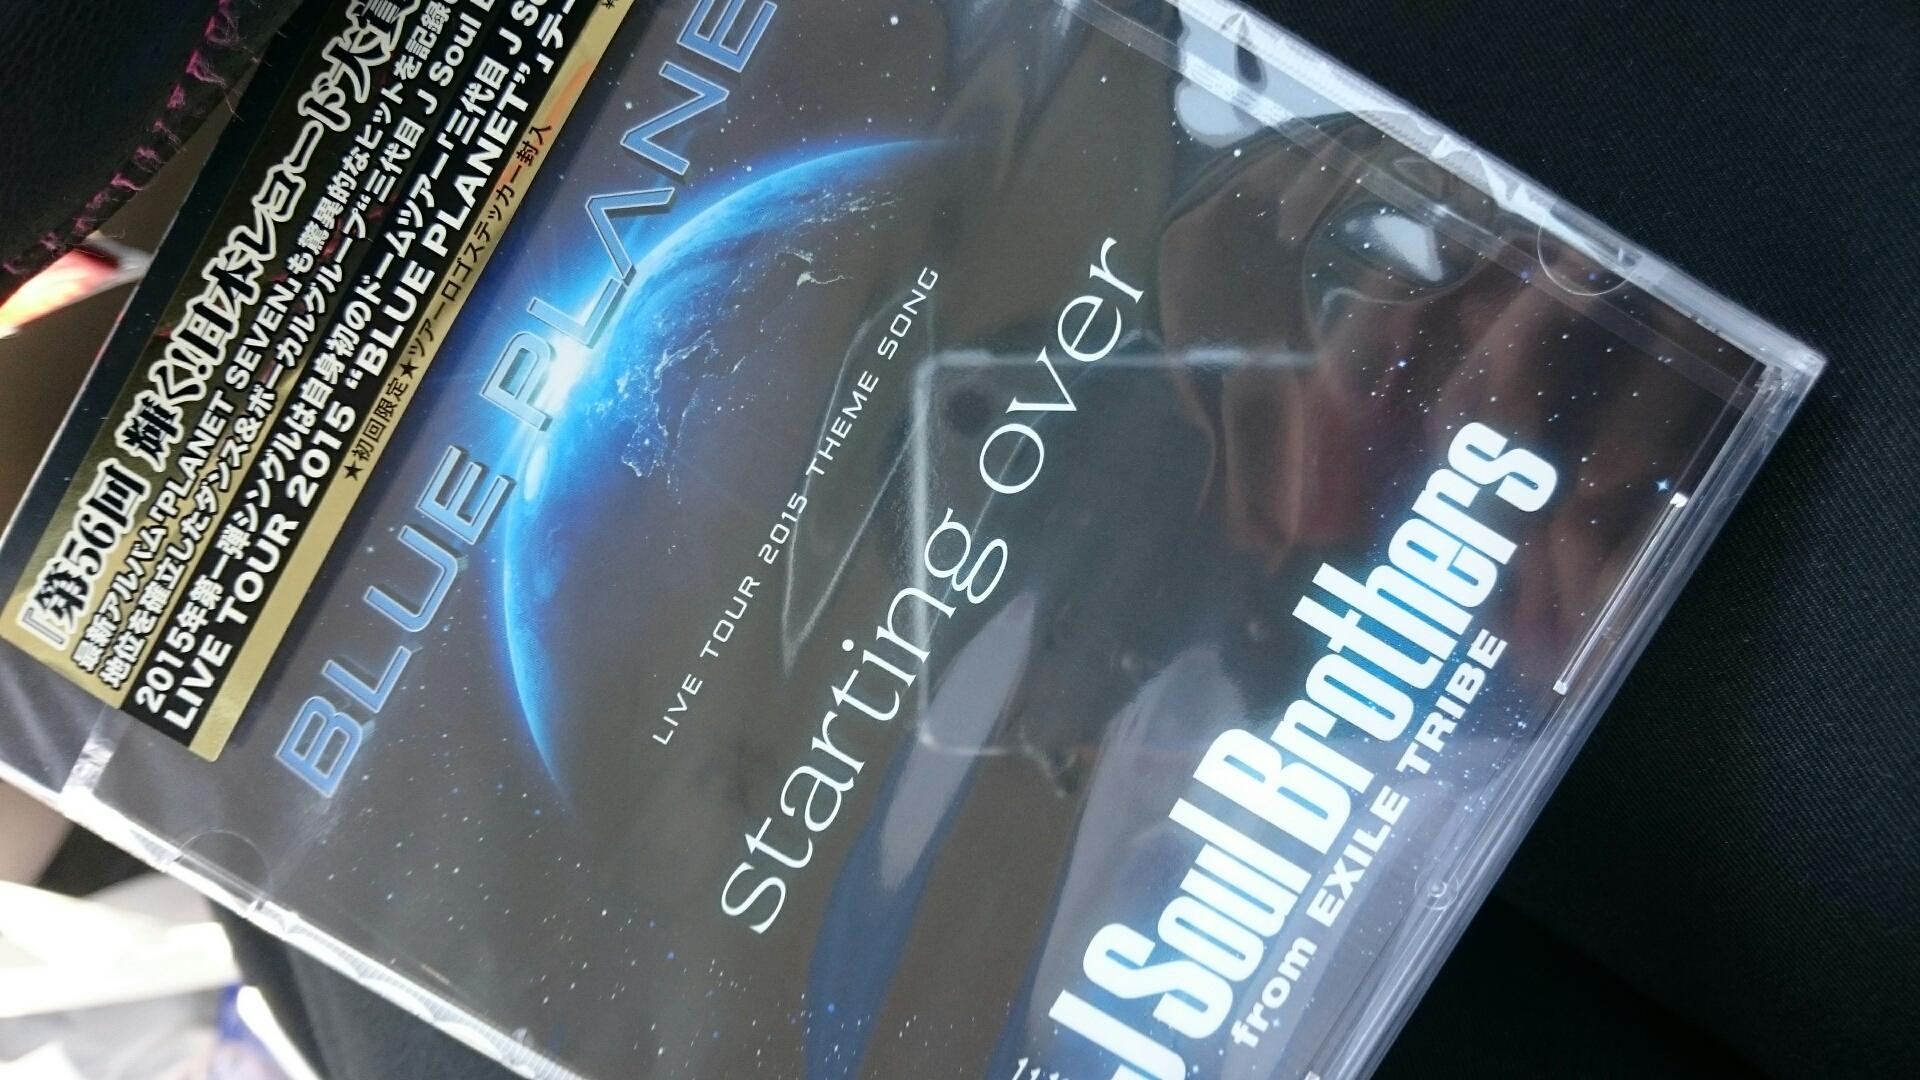 『第56回 輝く!日本レコード大賞
最新アルバム『PLANET SEVEN』も驚異的なヒットを記録
地位を確立したダンス&ボーカルグループ“三代目 J Soul
2015年第一弾シングルは自身初のドームツアー『三代目 J
LIVE TOUR 2015 “BLUE PLANET”』テー
★初回限定★ツアーロゴステッカー封入
BLUE PLANE
LIVE TOUR 2015 THEME SONG
starting over
J Soul Brothers
from EXILE TRIBE